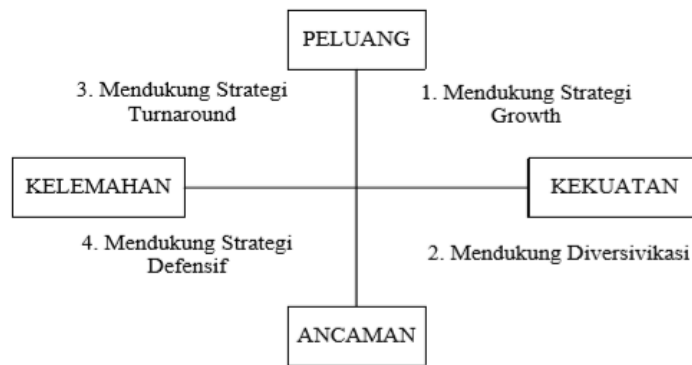 PELUANG
3. Mendukung Strategi
Turnaround
1. Mendukung Strategi
Growth
KELEMAHAN
KEKUATAN
4. Mendukung Strategi
Defensif
2. Mendukung Diversivikasi
ANCAMAN